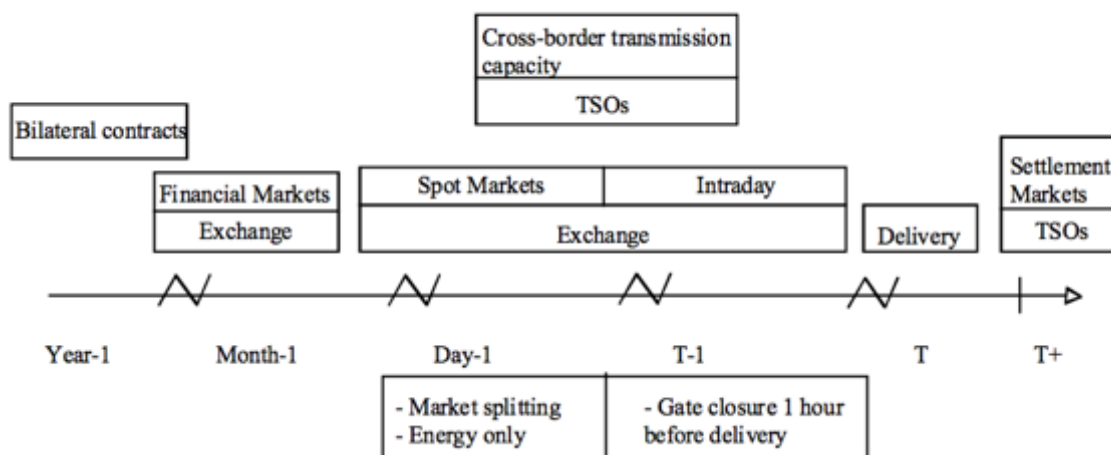 Cross-border transmission
capacity
TSOs
Bilateral contracts
Financial Markets
Exchange
Spot Markets
Intraday
Exchange
Delivery
Settlement
Markets
TSOs
Year-1
Month-1
Day-1
T-1
T
T+
- Market splitting
- Energy only
- Gate closure 1 hour
before delivery